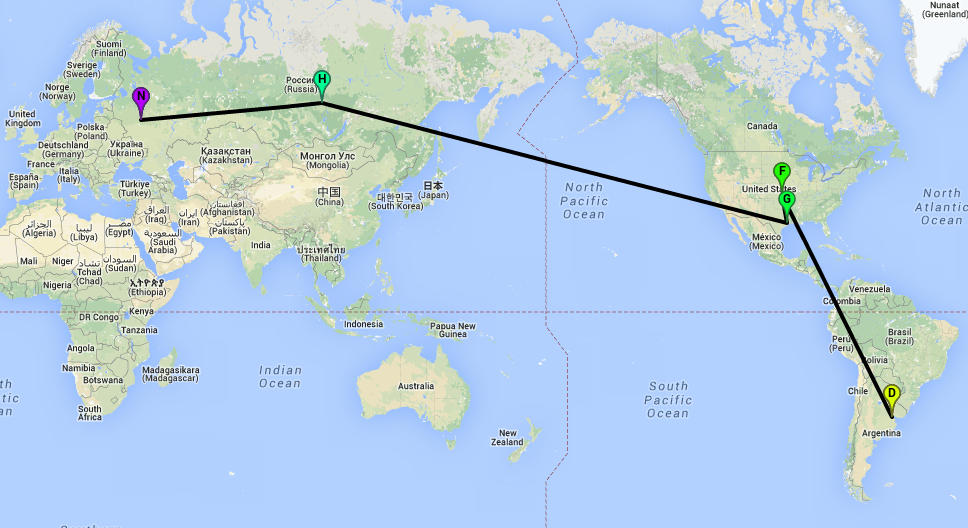 Nunaat
(Greenland)
Suomi
(Finland)
Sverige
(Sweden)
Norge
(Norway)
Россия
(Russia)
H
N
United
Kingdom
Polska
(Poland)
Deutschland
(Germany)
Україна
(Ukraine)
France
Italia
(Italy)
España
(Spain)
Türkiye
(Turkey)
Қазақстан
(Kazakhstan)
Монгол Улс
(Mongolia)
中国
(China)
대한민국
(South Korea)
日本
(Japan)
Canada
F
United States
G
North
Pacific
Ocean
North
Atlantic
Ocean
México
(Mexico)
العراق
(Iraq)
ایران
(Iran)
افغانستان
(Afghanistan)
پاکستان
(Pakistan)
الجزائر
(Algeria)
ليبيا
(Libya)
مصر
(Egypt)
السعودية
(Saudi
Arabia)
India
ประเทศไทย
(Thailand)
Mali
Niger
تشاد
(Chad)
السودان
(Sudan)
Nigeria
ኢትዮጵያ
(Ethiopia)
Kenya
DR Congo
Tanzania
Indonesia
Papua New
Guinea
Venezuela
Colombia
Perú
(Peru)
Brasil
(Brazil)
Bolivia
Angola
Namibia
Botswana
Madagasikara
(Madagascar)
South
Africa
Indian
Ocean
Australia
New
Zealand
South
Pacific
Ocean
Chile
D
Argentina